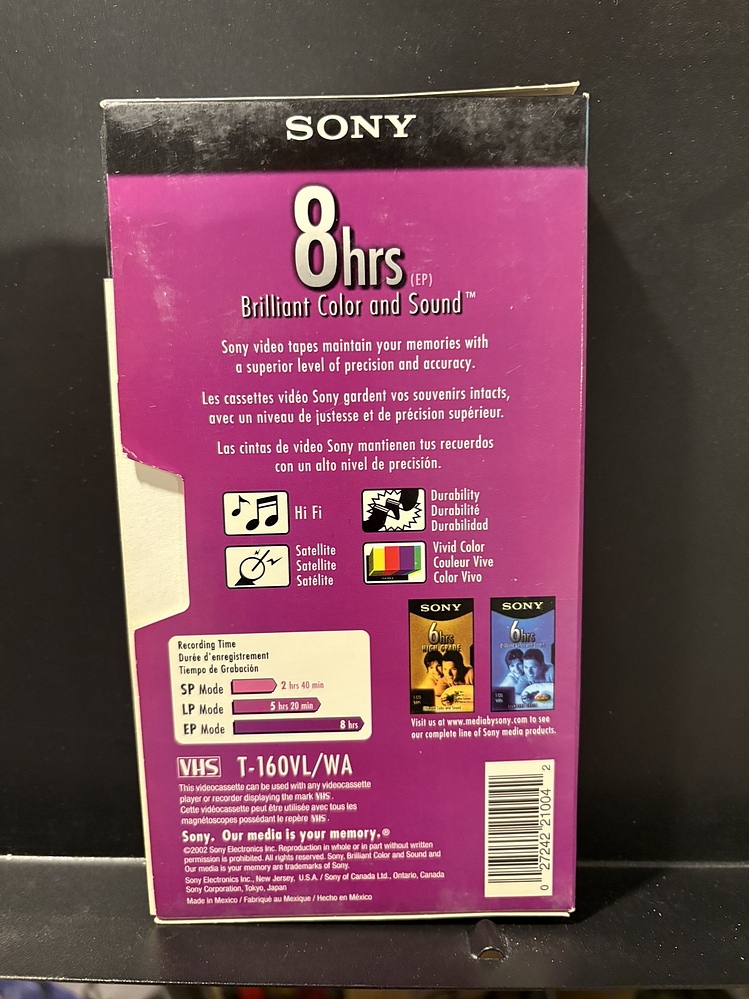 SONY
8hrs (EP)
Brilliant Color and Sound™
Sony video tapes maintain your memories with
a superior level of precision and accuracy.
Les cassettes vidéo Sony gardent vos souvenirs intacts,
avec un niveau de justesse et de précision supérieur.
Las cintas de video Sony mantienen tus recuerdos
con un alto nivel de precisión.
Hi Fi
Durability
Durabilité
Durabilidad
Satellite
Satellite
Satélite
Vivid Color
Couleur Vive
Color Vivo
SONY
6hrs
HIGH GRADE
SONY
6hrs
Visit us at www.mediabysony.com to see
our complete line of Sony media products.
Recording Time
Durée d'enregistrement
Tiempo de Grabación
SP Mode 2 hrs 40 min
LP Mode 5 hrs 20 min
EP Mode 8 hrs
VHS T-160VL/WA
This videocassette can be used with any videocassette
player or recorder displaying the mark VHS.
Cette vidéocassette peut être utilisée avec tous les
magnétoscopes possédant le repère VHS.
Sony. Our media is your memory.®
©2002 Sony Electronics Inc. Reproduction in whole or in part without written
permission is prohibited. All rights reserved. Sony, Brilliant Color and Sound and
Our media is your memory are trademarks of Sony.
Sony Electronics Inc., New Jersey, U.S.A. / Sony of Canada Ltd., Ontario, Canada
Sony Corporation, Tokyo, Japan
Made in Mexico / Fabriqué au Mexique / Hecho en México
0 27242 21004 2